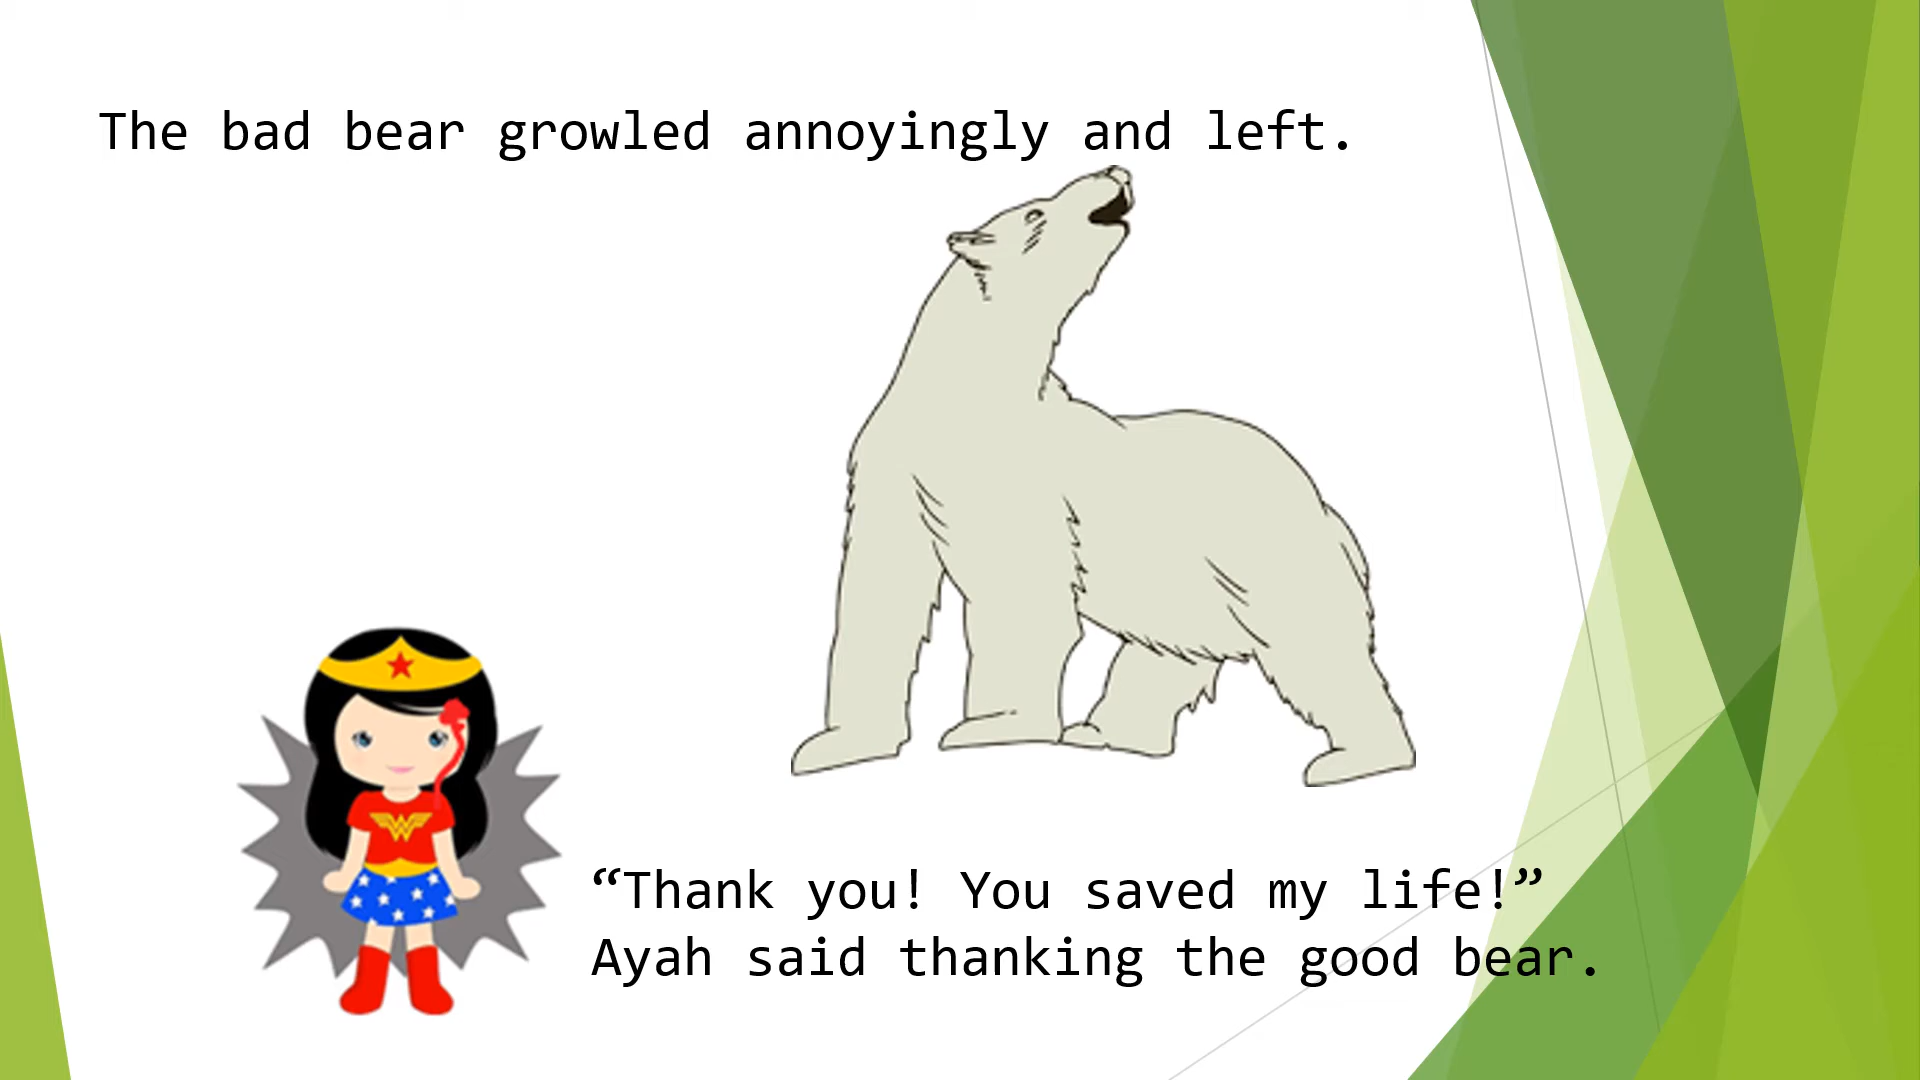 The bad bear growled annoyingly and left.
“Thank you! You saved my life!”
Ayah said thanking the good bear.